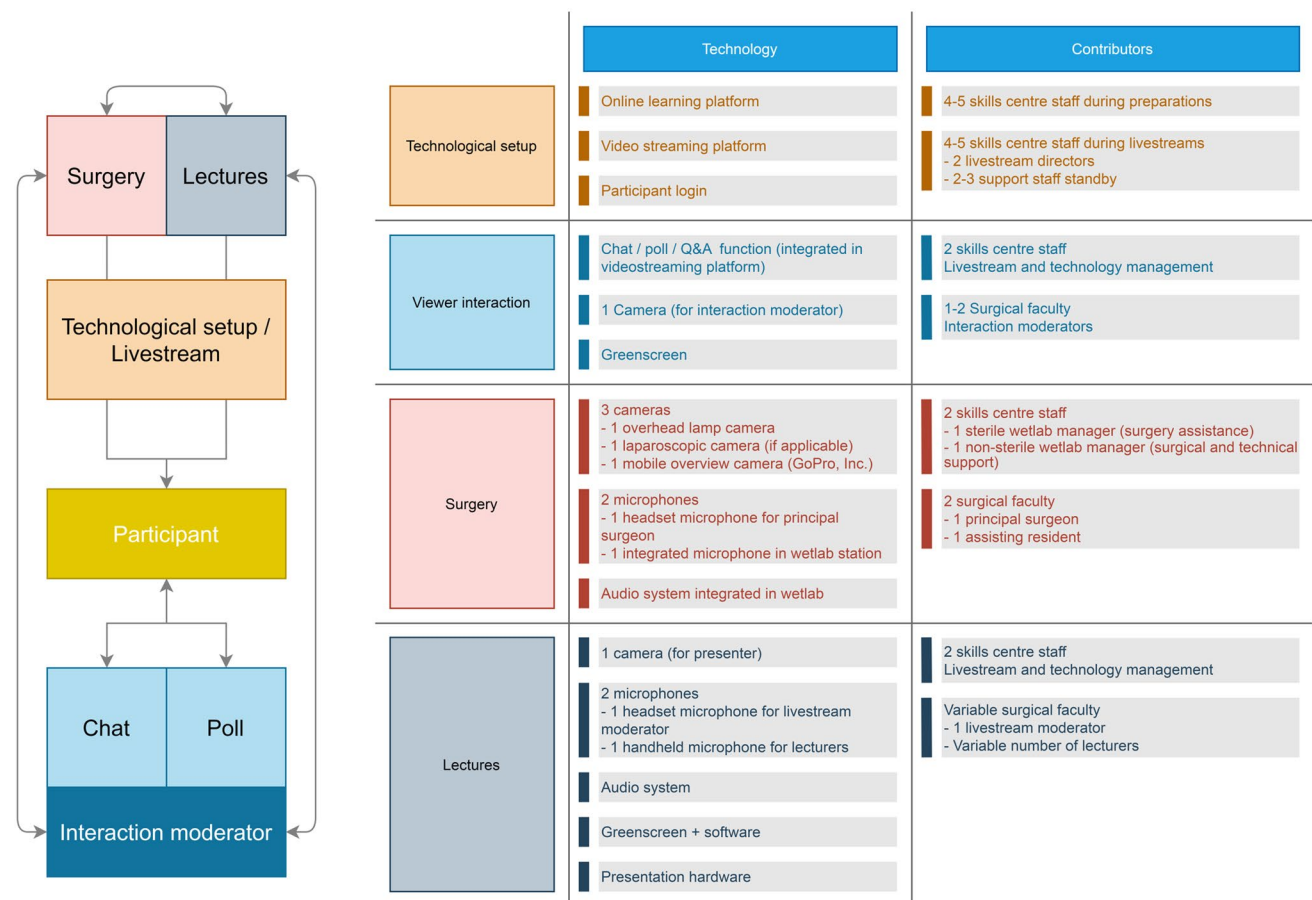 Surgery
Lectures
Technological setup /
Livestream
Participant
Chat
Poll
Interaction moderator
Technology
Contributors
Technological setup
Online learning platform
Video streaming platform
Participant login
4-5 skills centre staff during preparations
4-5 skills centre staff during livestreams
- 2 livestream directors
- 2-3 support staff standby
Viewer interaction
Chat / poll / Q&A function (integrated in
videostreaming platform)
1 Camera (for interaction moderator)
Greenscreen
2 skills centre staff
Livestream and technology management
1-2 Surgical faculty
Interaction moderators
Surgery
3 cameras
- 1 overhead lamp camera
- 1 laparoscopic camera (if applicable)
- 1 mobile overview camera (GoPro, Inc.)
2 microphones
- 1 headset microphone for principal
surgeon
- 1 integrated microphone in wetlab station
Audio system integrated in wetlab
2 skills centre staff
- 1 sterile wetlab manager (surgery assistance)
- 1 non-sterile wetlab manager (surgical and technical
support)
2 surgical faculty
- 1 principal surgeon
- 1 assisting resident
Lectures
1 camera (for presenter)
2 microphones
- 1 headset microphone for livestream
moderator
- 1 handheld microphone for lecturers
Audio system
Greenscreen + software
Presentation hardware
2 skills centre staff
Livestream and technology management
Variable surgical faculty
- 1 livestream moderator
- Variable number of lecturers